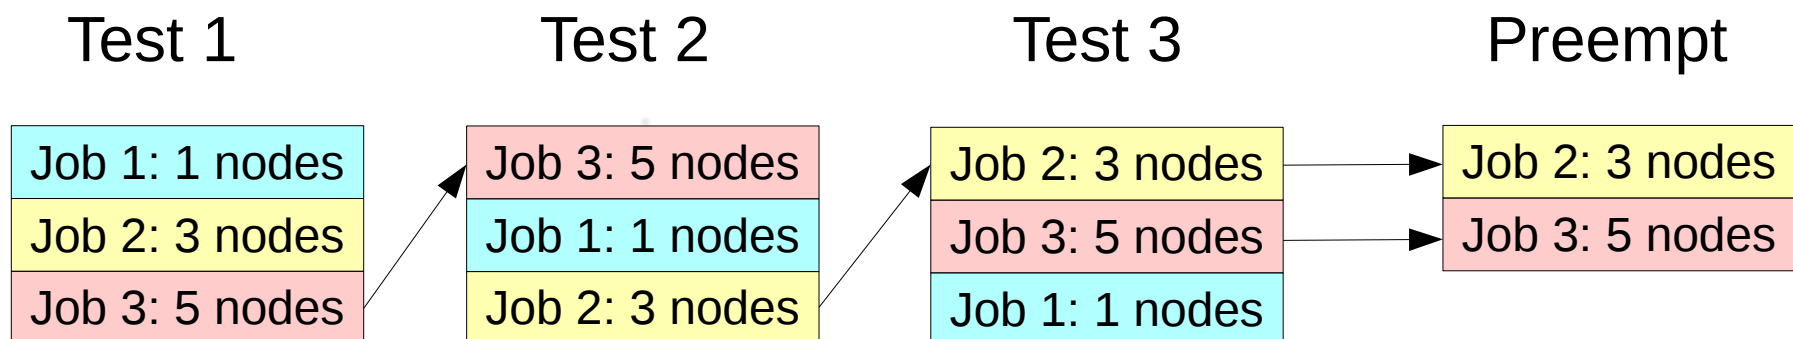 Test 1
Test 2
Test 3
Preempt
Job 1: 1 nodes
Job 2: 3 nodes
Job 3: 5 nodes
Job 3: 5 nodes
Job 1: 1 nodes
Job 2: 3 nodes
Job 2: 3 nodes
Job 3: 5 nodes
Job 1: 1 nodes
Job 2: 3 nodes
Job 3: 5 nodes